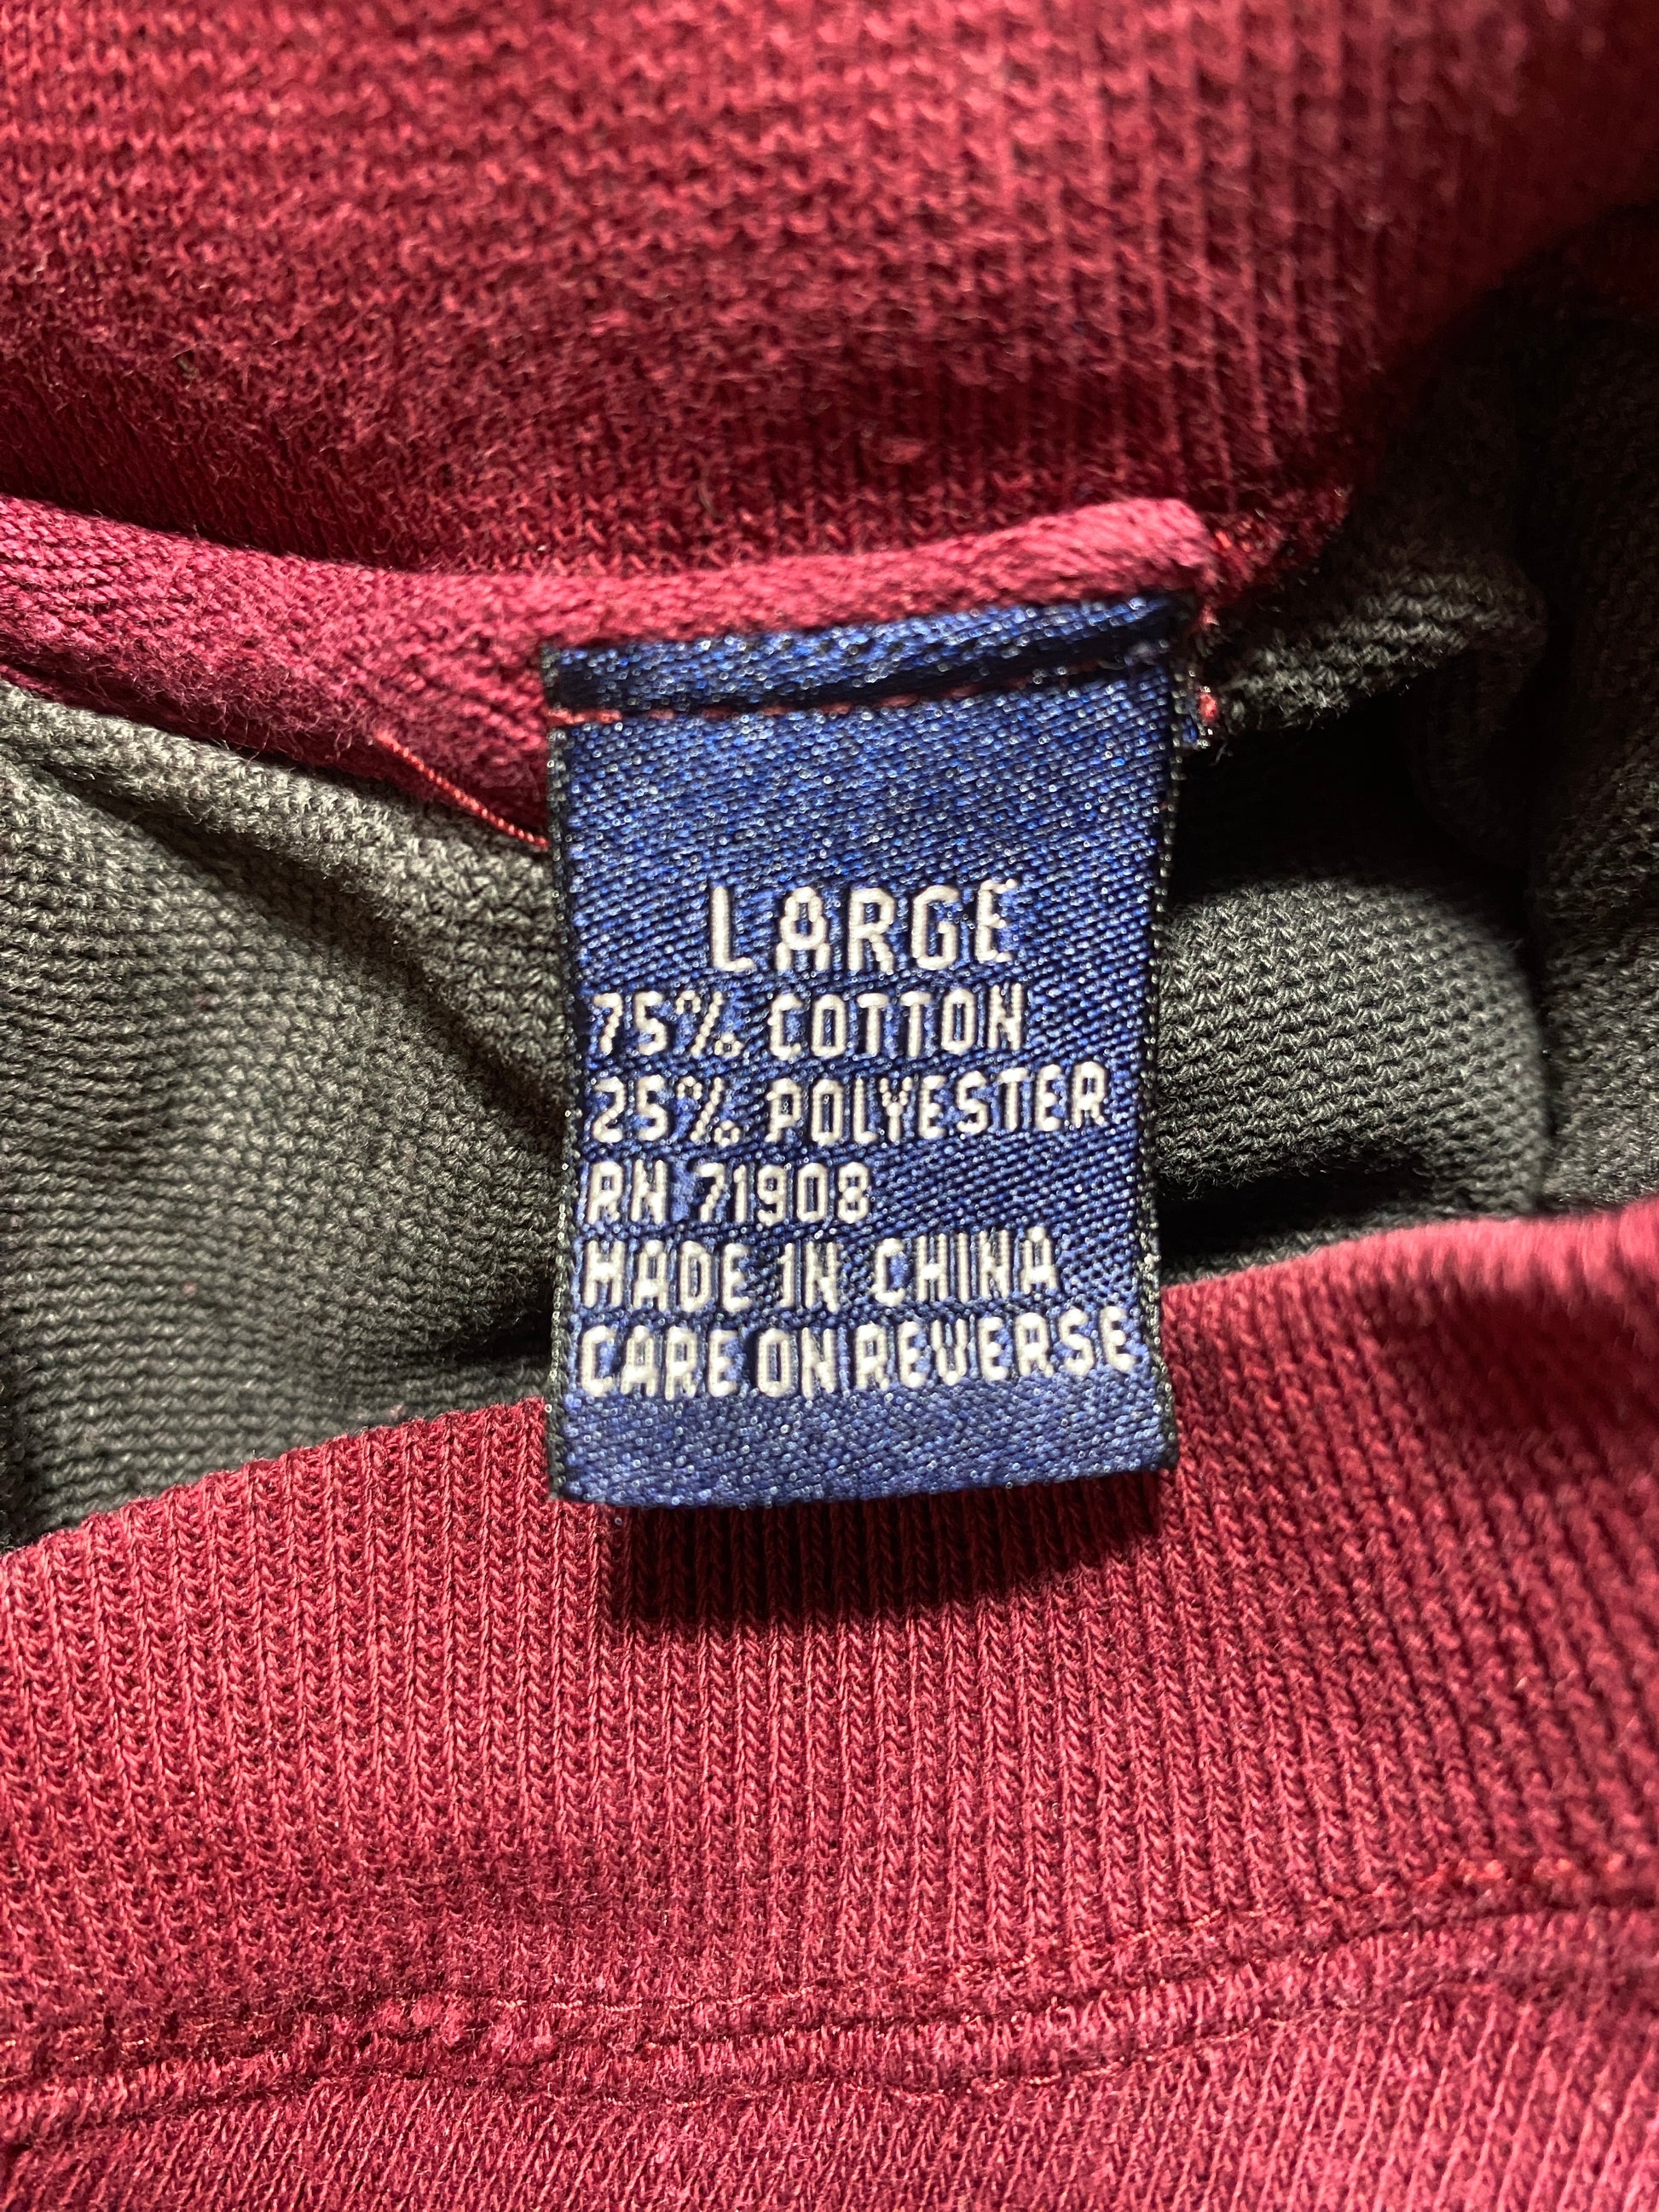 LARGE
75% COTTON
25% POLYESTER
RN 71908
MADE IN CHINA
CARE ON REVERSE